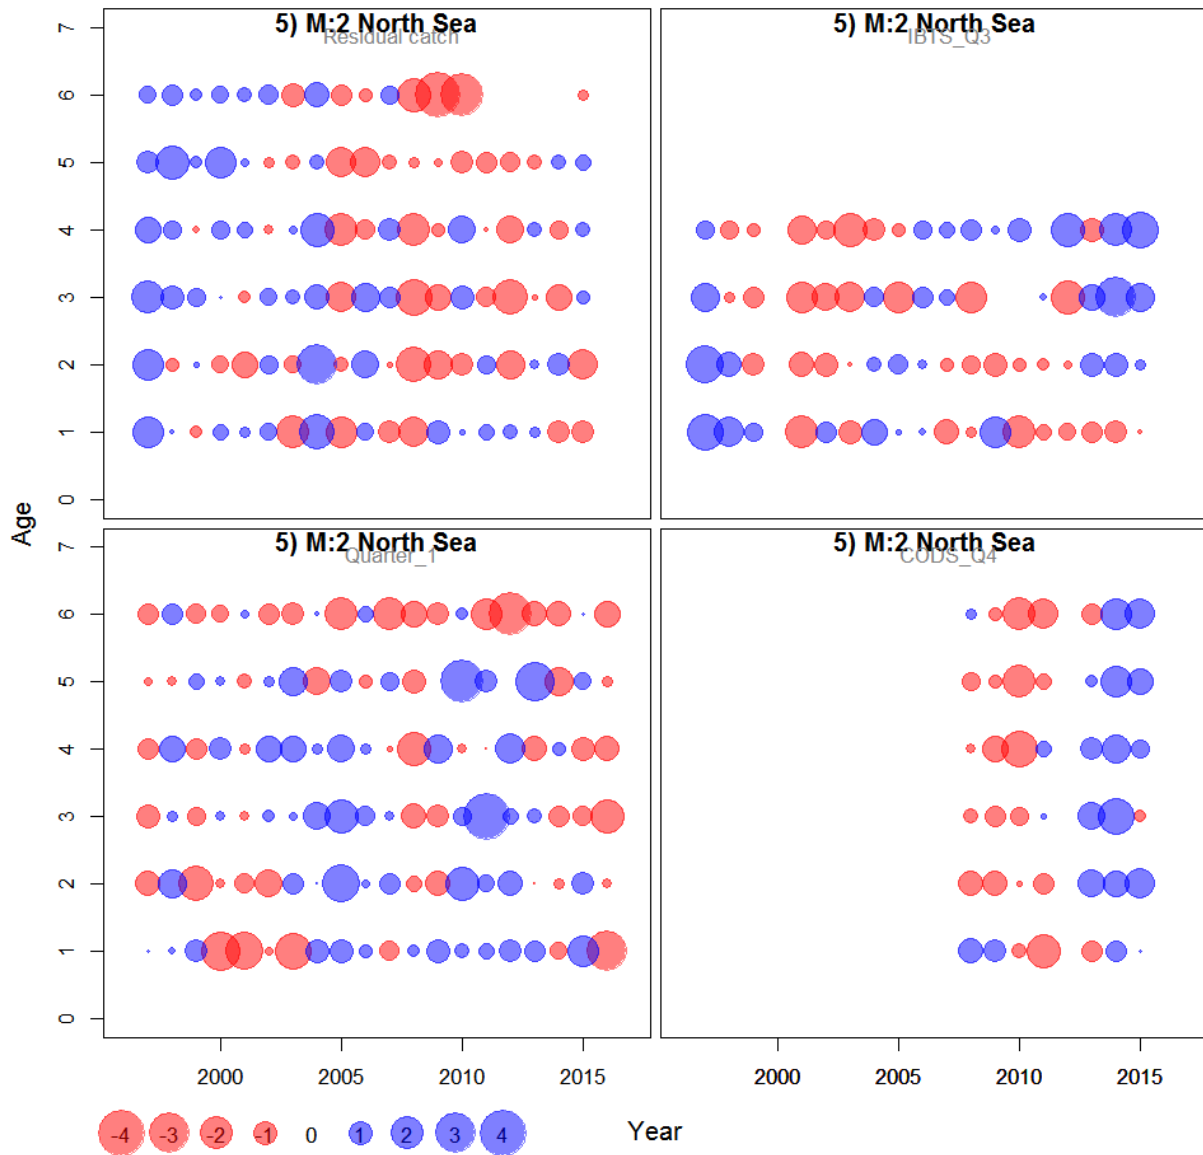 5) M:2 North Sea
Residual catch
5) M:2 North Sea
IBTS_Q3
7
6
5
4
3
2
1
0
5) M:2 North Sea
Quarter_1
5) M:2 North Sea
CODS_Q4
7
6
5
4
3
2
1
0
Age
2000 2005 2010 2015
2000 2005 2010 2015
-4 -3 -2 -1 0 1 2 3 4
Year